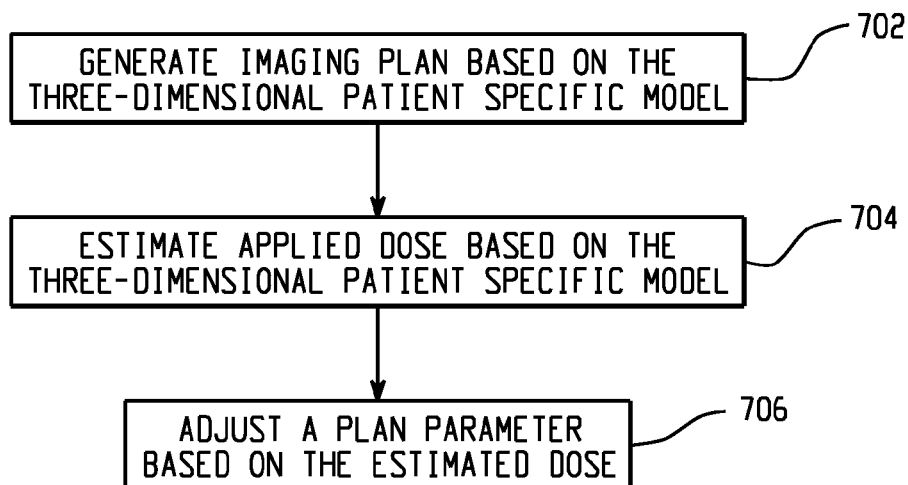 702
GENERATE IMAGING PLAN BASED ON THE
THREE-DIMENSIONAL PATIENT SPECIFIC MODEL
704
ESTIMATE APPLIED DOSE BASED ON THE
THREE-DIMENSIONAL PATIENT SPECIFIC MODEL
706
ADJUST A PLAN PARAMETER
BASED ON THE ESTIMATED DOSE